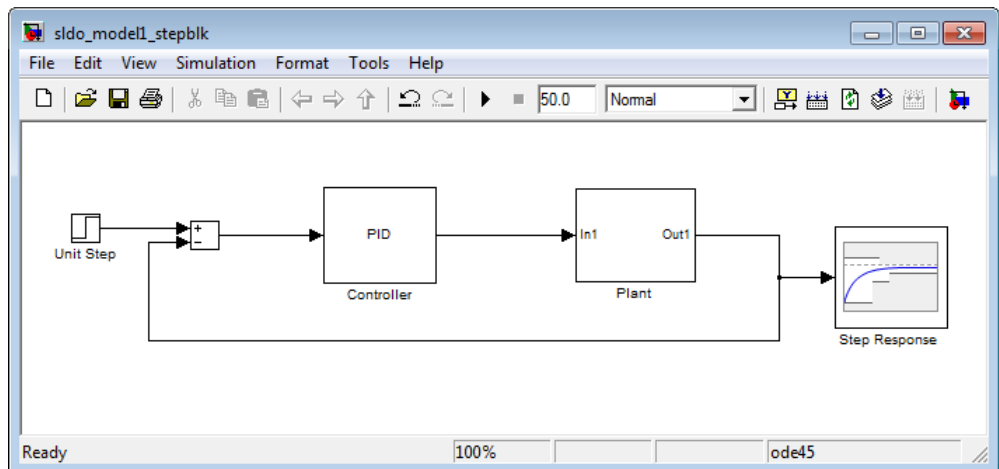 sldo_model1_stepblk
File Edit View Simulation Format Tools Help
50.0 Normal
Unit Step
+
−
PID
Controller
In1 Out1
Plant
Step Response
Ready 100% ode45